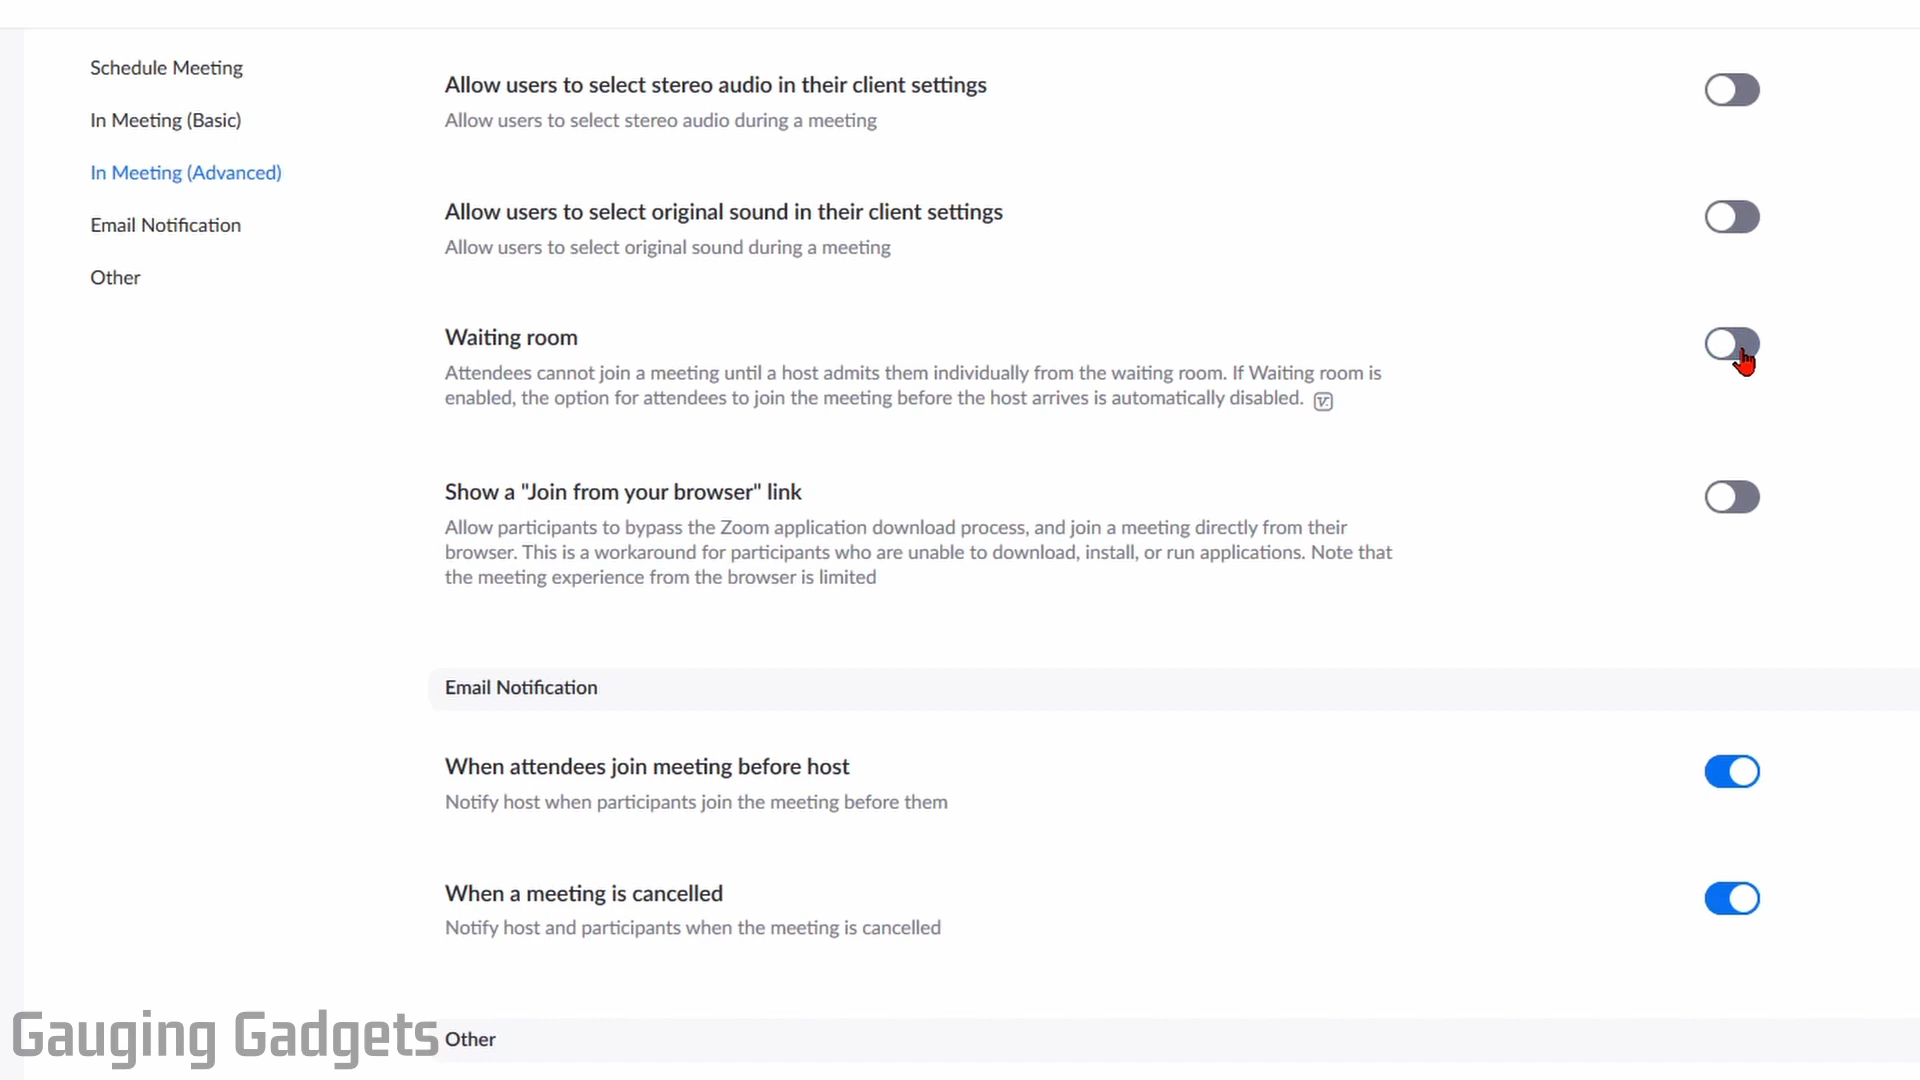 Schedule Meeting
In Meeting (Basic)
In Meeting (Advanced)
Email Notification
Other
Allow users to select stereo audio in their client settings
Allow users to select stereo audio during a meeting
Allow users to select original sound in their client settings
Allow users to select original sound during a meeting
Waiting room
Attendees cannot join a meeting until a host admits them individually from the waiting room. If Waiting room is
enabled, the option for attendees to join the meeting before the host arrives is automatically disabled.
Show a "Join from your browser" link
Allow participants to bypass the Zoom application download process, and join a meeting directly from their
browser. This is a workaround for participants who are unable to download, install, or run applications. Note that
the meeting experience from the browser is limited
Email Notification
When attendees join meeting before host
Notify host when participants join the meeting before them
When a meeting is cancelled
Notify host and participants when the meeting is cancelled
Other
Gauging Gadgets